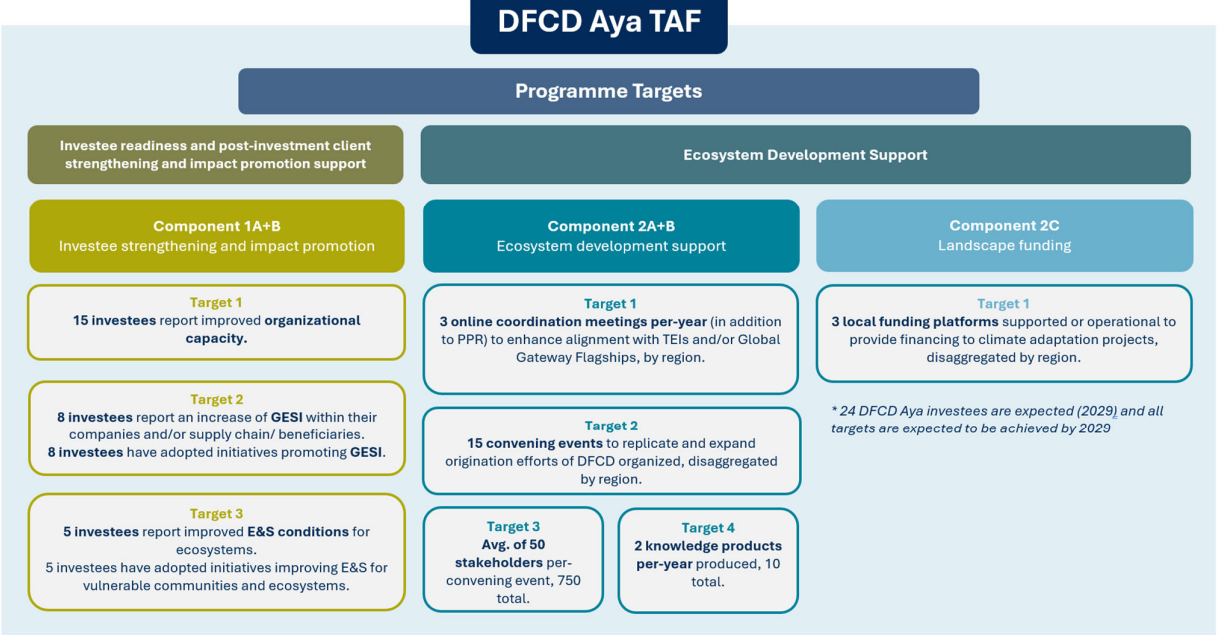 DFCD Aya TAF
Programme Targets
Investee readiness and post-investment client
strengthening and impact promotion support
Ecosystem Development Support
Component 1A+B
Investee strengthening and impact promotion
Component 2A+B
Ecosystem development support
Component 2C
Landscape funding
Target 1
15 investees report improved organizational
capacity.
Target 2
8 investees report an increase of GESI within their
companies and/or supply chain/ beneficiaries.
8 investees have adopted initiatives promoting GESI.
Target 3
5 investees report improved E&S conditions for
ecosystems.
5 investees have adopted initiatives improving E&S for
vulnerable communities and ecosystems.
Target 1
3 online coordination meetings per-year (in addition
to PPR) to enhance alignment with TEIs and/or Global
Gateway Flagships, by region.
Target 2
15 convening events to replicate and expand
origination efforts of DFCD organized, disaggregated
by region.
Target 3
Avg. of 50
stakeholders per-
convening event, 750
total.
Target 4
2 knowledge products
per-year produced, 10
total.
Target 1
3 local funding platforms supported or operational to
provide financing to climate adaptation projects,
disaggregated by region.
* 24 DFCD Aya investees are expected (2029) and all
targets are expected to be achieved by 2029